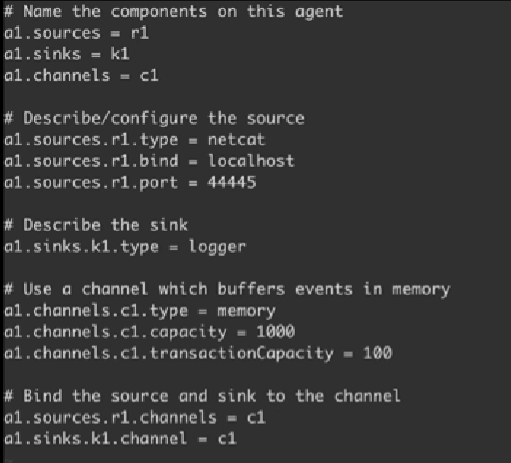 # Name the components on this agent
a1.sources = r1
a1.sinks = k1
a1.channels = c1
# Describe/configure the source
a1.sources.r1.type = netcat
a1.sources.r1.bind = localhost
a1.sources.r1.port = 44445
# Describe the sink
a1.sinks.k1.type = logger
# Use a channel which buffers events in memory
a1.channels.c1.type = memory
a1.channels.c1.capacity = 1000
a1.channels.c1.transactionCapacity = 100
# Bind the source and sink to the channel
a1.sources.r1.channels = c1
a1.sinks.k1.channel = c1